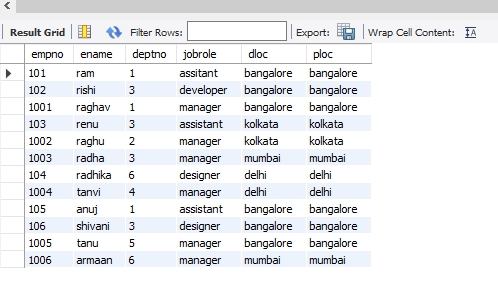 Result Grid Filter Rows: Export: Wrap Cell Content:
empno ename deptno jobrole dloc ploc
101 ram 1 assitant bangalore bangalore
102 rishi 3 developer bangalore bangalore
1001 raghav 1 manager bangalore bangalore
103 renu 3 assistant kolkata kolkata
1002 raghu 2 manager kolkata kolkata
1003 radha 3 manager mumbai mumbai
104 radhika 6 designer delhi delhi
1004 tanvi 4 manager delhi delhi
105 anuj 1 assistant bangalore bangalore
106 shivani 3 designer bangalore bangalore
1005 tanu 5 manager bangalore bangalore
1006 armaan 6 manager mumbai mumbai